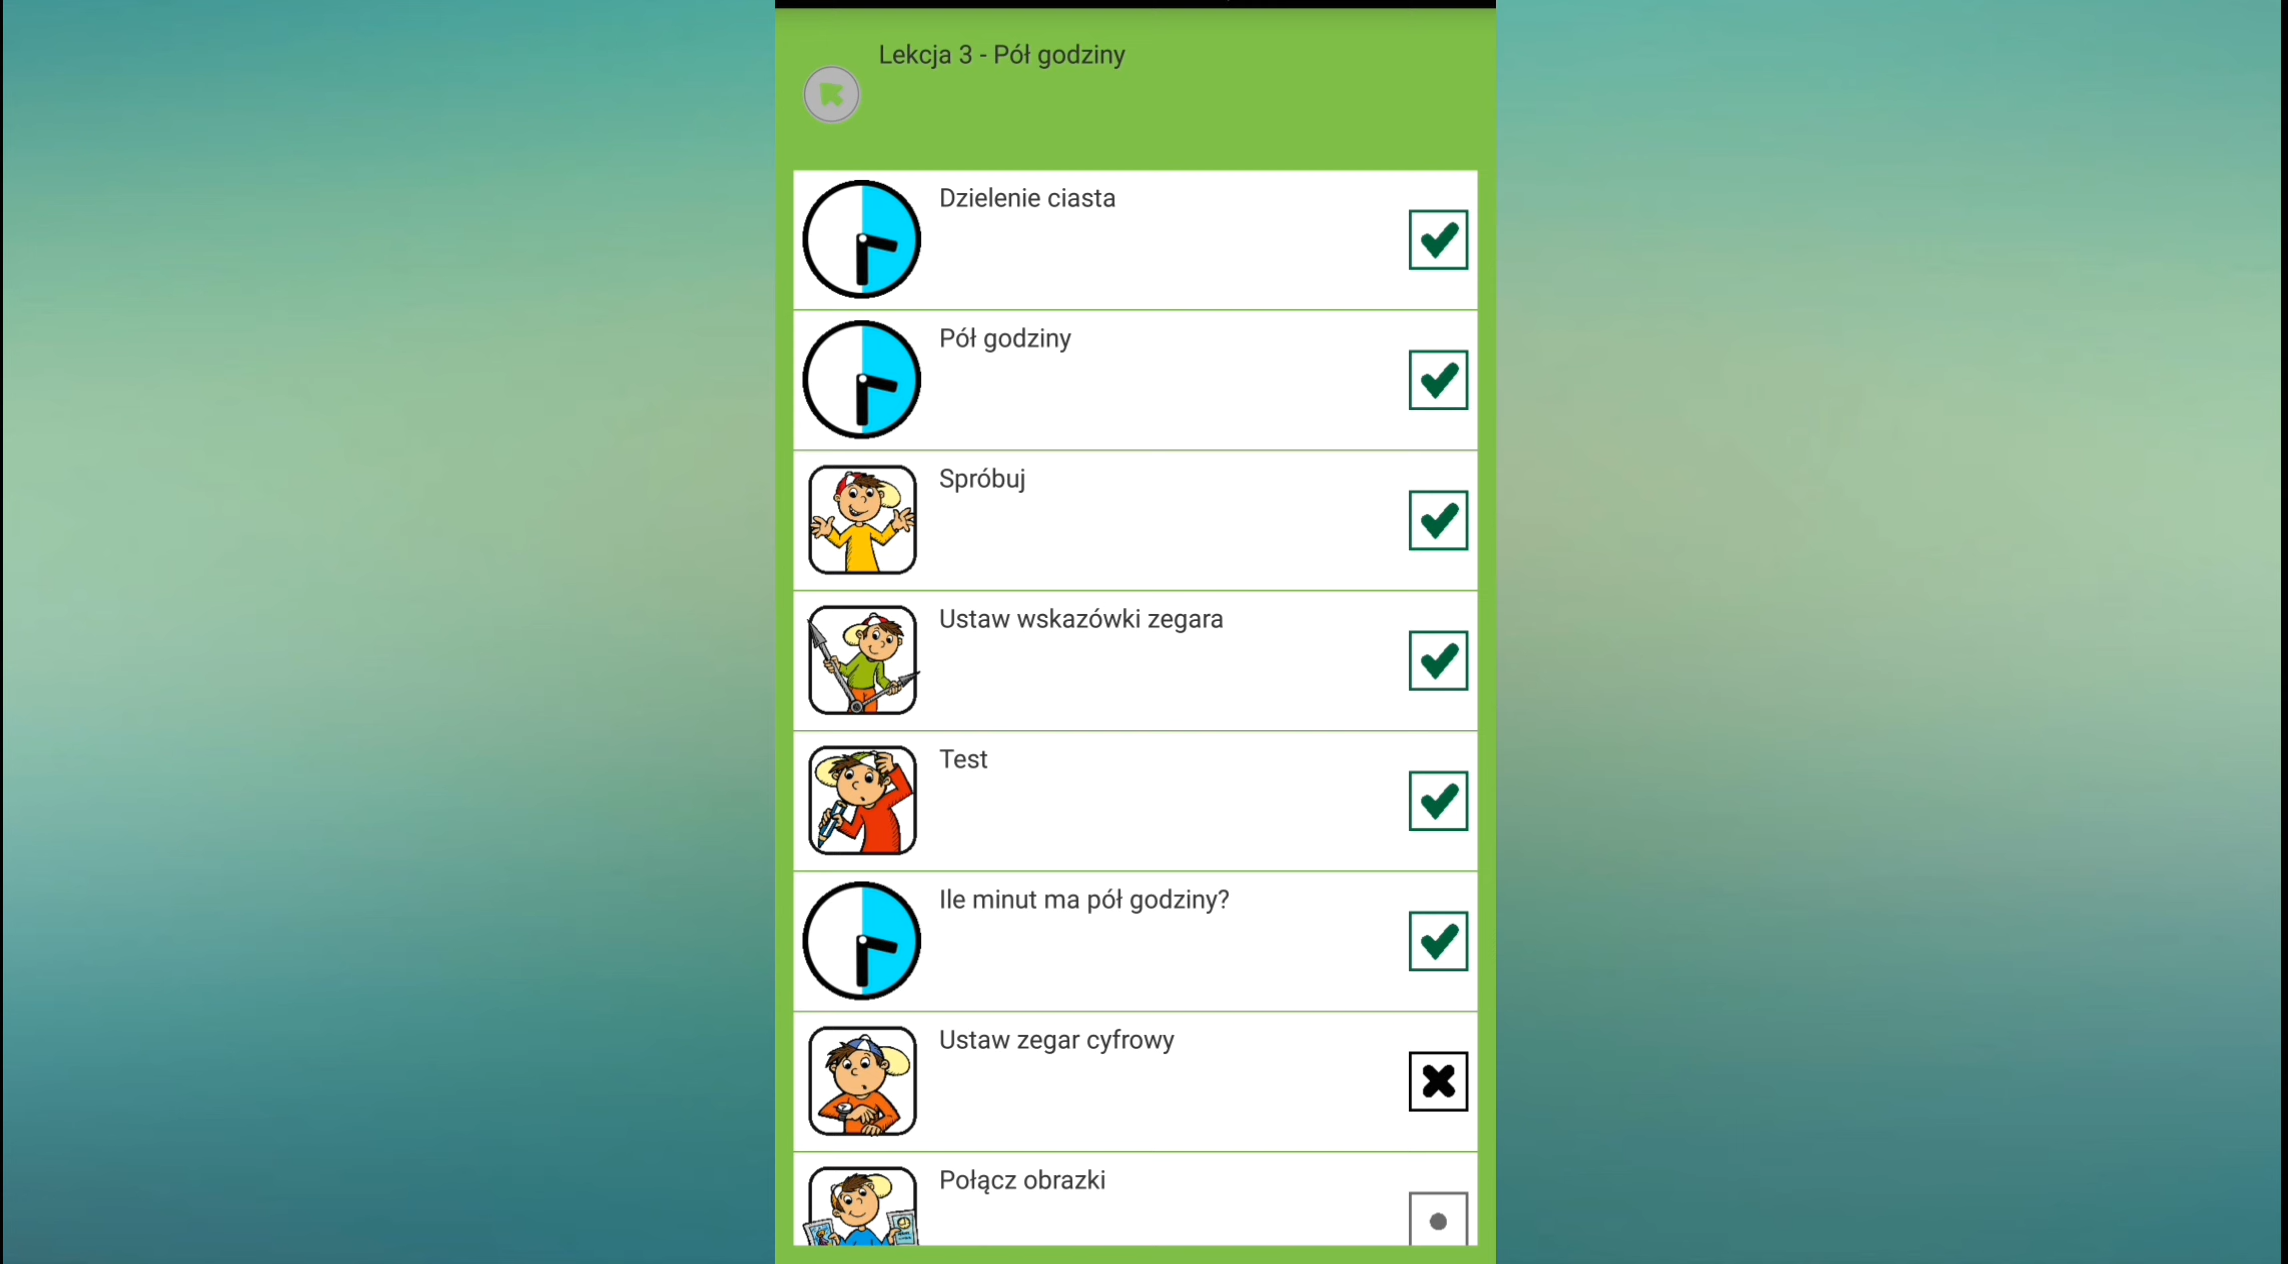 Lekcja 3 - Pół godziny
Dzielenie ciasta
Pół godziny
Spróbuj
Ustaw wskazówki zegara
Test
Ile minut ma pół godziny?
Ustaw zegar cyfrowy
Połącz obrazki